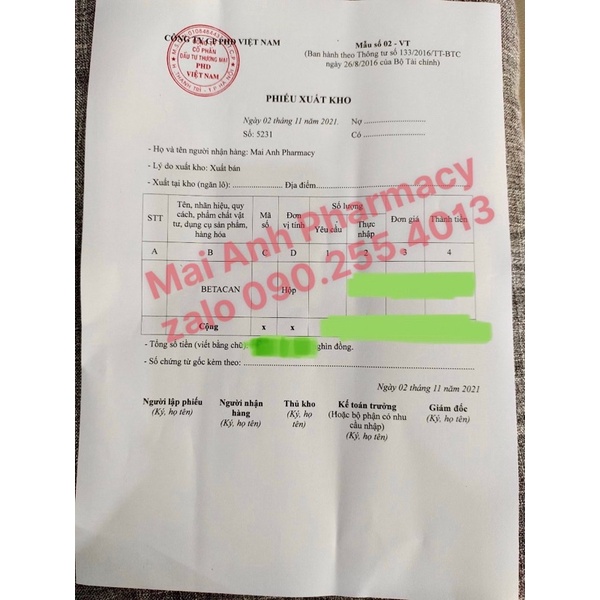 CÔNG TY CP PHD VIỆT NAM
CỔ PHẦN
ĐẦU TƯ THƯƠNG MẠI
PHD
VIỆT NAM
Mẫu số 02 - VT
(Ban hành theo Thông tư số 133/2016/TT-BTC
ngày 26/8/2016 của Bộ Tài chính)
PHIẾU XUẤT KHO
Ngày 02 tháng 11 năm 2021
Nợ
Số: 5231
Có
- Họ và tên người nhận hàng: Mai Anh Pharmacy
- Lý do xuất kho: Xuất bán
- Xuất tại kho (ngăn lô): Địa điểm
STT
Tên, nhãn hiệu, quy
cách, phẩm chất vật
tư, dụng cụ sản phẩm,
hàng hóa
Mã
số
Đơn
vị tính
Số lượng
Yêu cầu
Thực
nhập
Đơn giá
Thành tiền
A B C D 1 2 3 4
BETACAN Hộp
Cộng x x
- Tổng số tiền (viết bằng chữ): nghìn đồng.
- Số chứng từ gốc kèm theo:
Ngày 02 tháng 11 năm 2021
Người lập phiếu
(Ký, họ tên)
Người nhận
hàng
(Ký, họ tên)
Thủ kho
(Ký, họ
tên)
Kế toán trưởng
(Hoặc bộ phận có nhu
cầu nhập)
(Ký, họ tên)
Giám đốc
(Ký, họ tên)
Mai Anh Pharmacy
zalo 090.255.4013